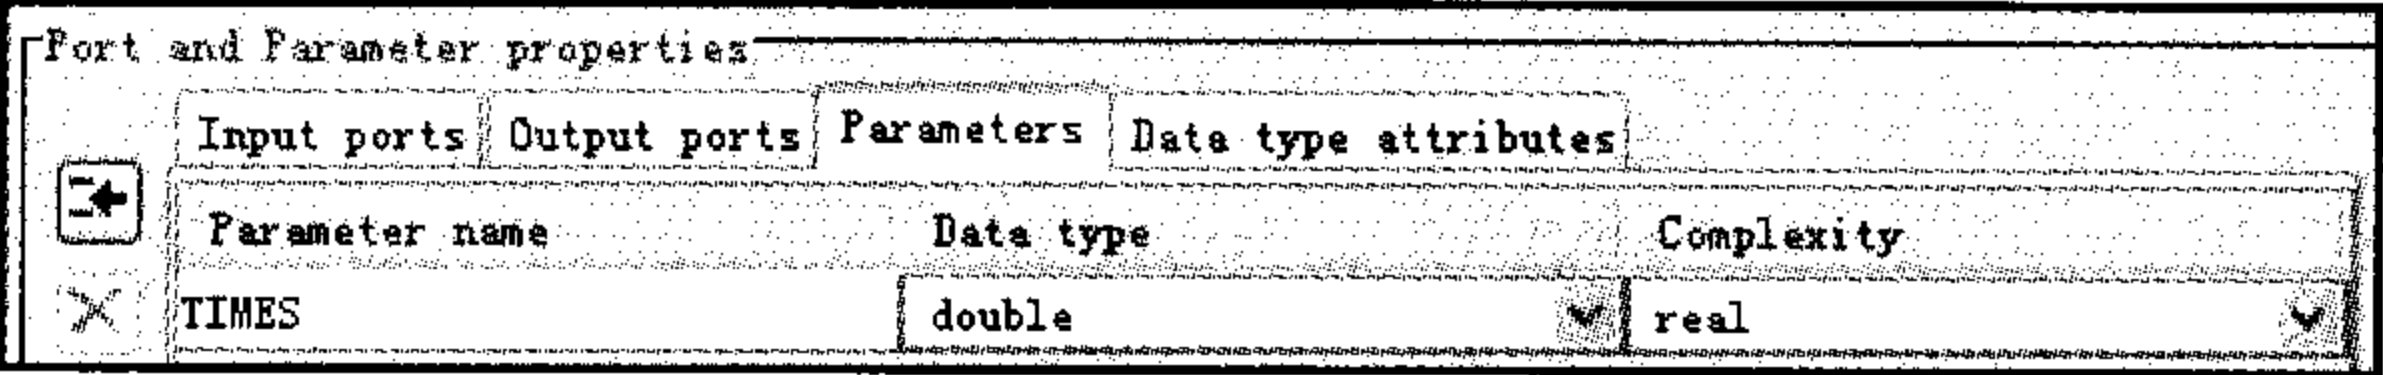 Port and Parameter properties
Input ports Output ports Parameters Data type attributes
Parameter name Data type Complexity
TIMES double real